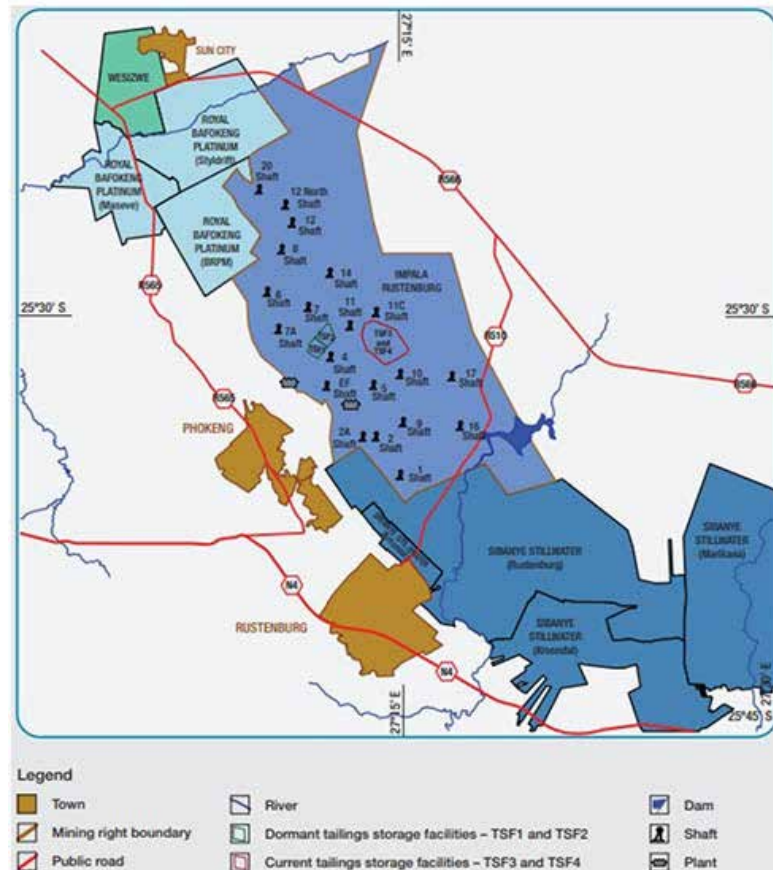 27°15' E
SUN CITY
WESIZWE
ROYAL
BAFOKENG
PLATINUM
(Styldrift)
ROYAL
BAFOKENG
PLATINUM
(Maseve)
20
Shaft
R566
12 North
Shaft
12
Shaft
ROYAL
BAFOKENG
PLATINUM
(BRPM)
8
Shaft
14
Shaft
IMPALA
RUSTENBURG
R565
6
Shaft
7
Shaft
11
Shaft
11C
Shaft
25°30' S
25°30' S
7A
Shaft
TSF2
TSF1
TSF3
and
TSF4
R510
4
Shaft
10
Shaft
17
Shaft
EF
Shaft
5
Shaft
R565
PHOKENG
9
Shaft
16
Shaft
2A
Shaft
2
Shaft
1
Shaft
SIBANYE
STILLWATER
(Rustenburg)
SIBANYE
STILLWATER
(Marikana)
N4
RUSTENBURG
SIBANYE
STILLWATER
(Kroondal)
N4
27°15' E
27°30' E
25°45' S
Legend
Town
River
Dam
Mining right boundary
Dormant tailings storage facilities – TSF1 and TSF2
Shaft
Public road
Current tailings storage facilities – TSF3 and TSF4
Plant